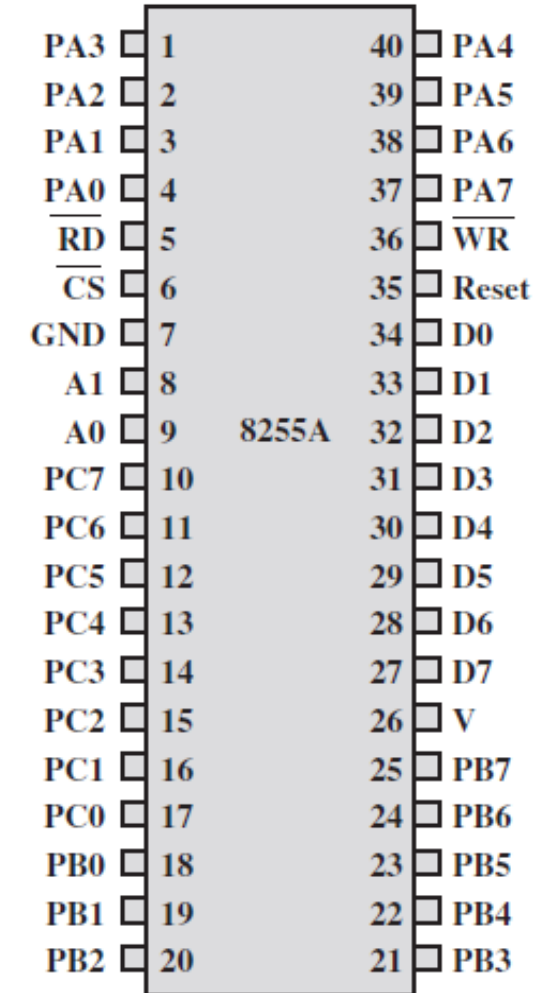 PA3 1 40 PA4
PA2 2 39 PA5
PA1 3 38 PA6
PA0 4 37 PA7
R̅D̅ 5 36 W̅R̅
C̅S̅ 6 35 Reset
GND 7 34 D0
A1 8 33 D1
A0 9 8255A 32 D2
PC7 10 31 D3
PC6 11 30 D4
PC5 12 29 D5
PC4 13 28 D6
PC3 14 27 D7
PC2 15 26 V
PC1 16 25 PB7
PC0 17 24 PB6
PB0 18 23 PB5
PB1 19 22 PB4
PB2 20 21 PB3